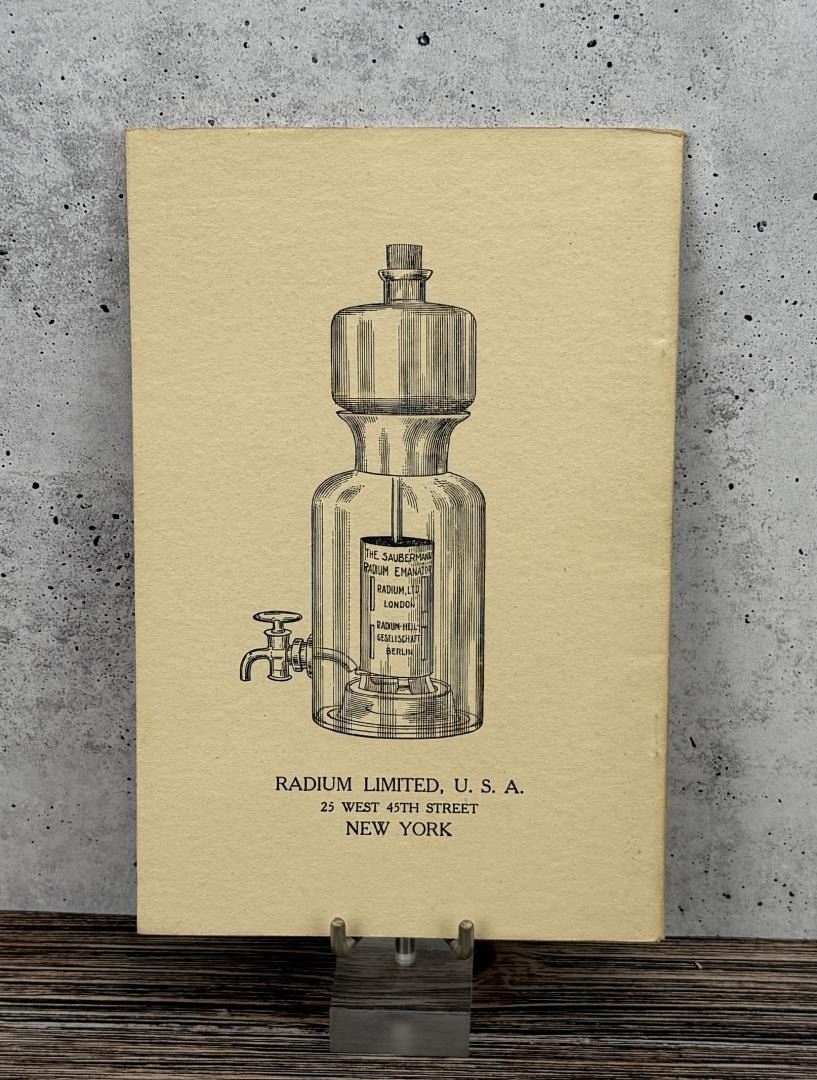 THE SAUBERMANN
RADIUM EMANATOR
RADIUM, LTD
LONDON
RADIUM-HEIL-
GESELLSCHAFT
BERLIN
RADIUM LIMITED, U. S. A.
25 WEST 45TH STREET
NEW YORK